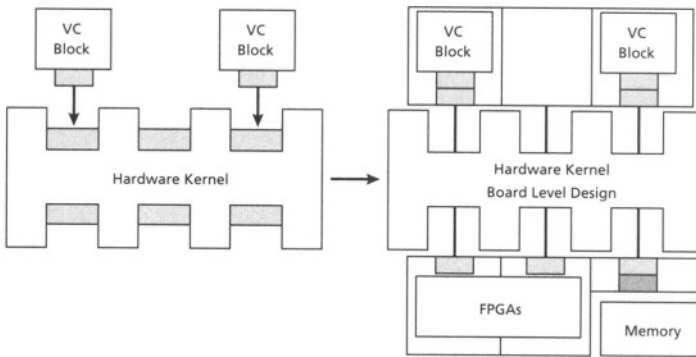 VC
Block
VC
Block
Hardware Kernel
VC
Block
VC
Block
Hardware Kernel
Board Level Design
FPGAs
Memory